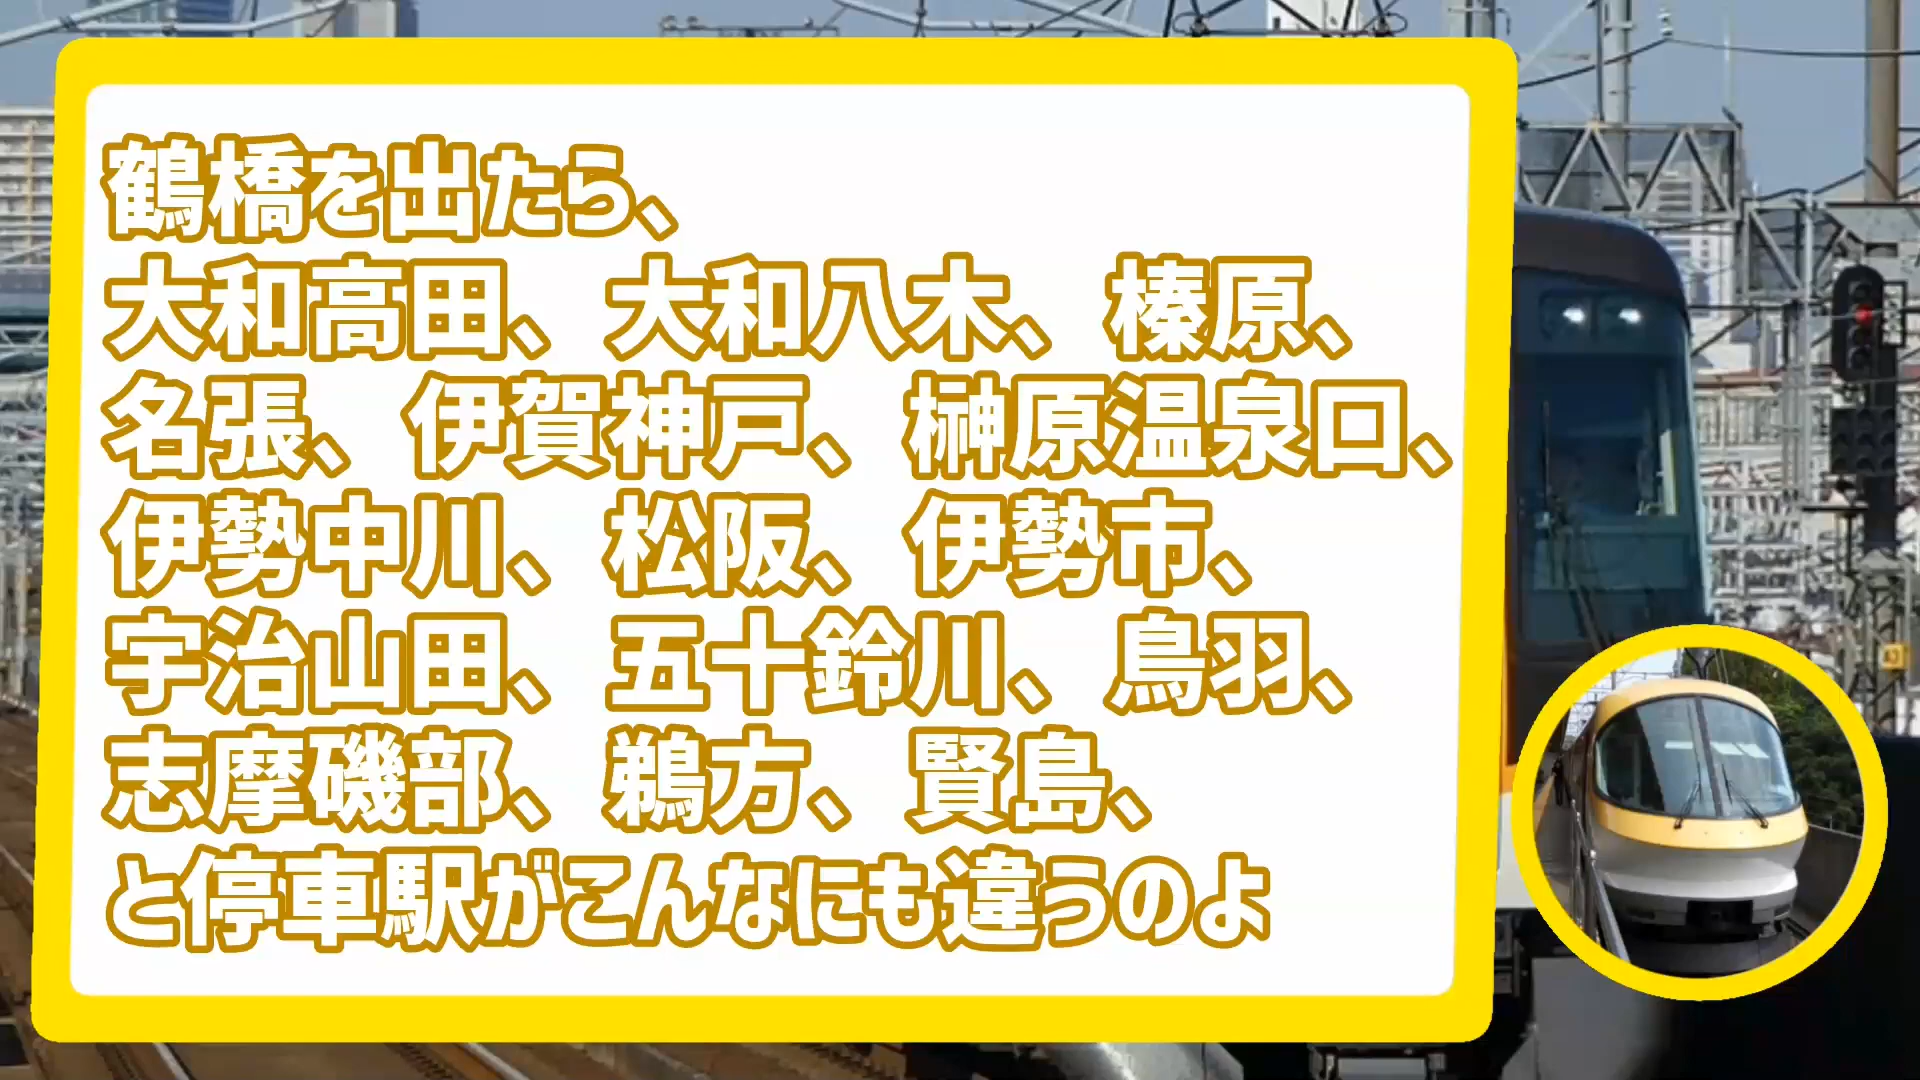 鶴橋を出たら、
大和高田、大和八木、榛原、
名張、伊賀神戸、榊原温泉口、
伊勢中川、松阪、伊勢市、
宇治山田、五十鈴川、鳥羽、
志摩磯部、鵜方、賢島、
と停車駅がこんなにも違うのよ